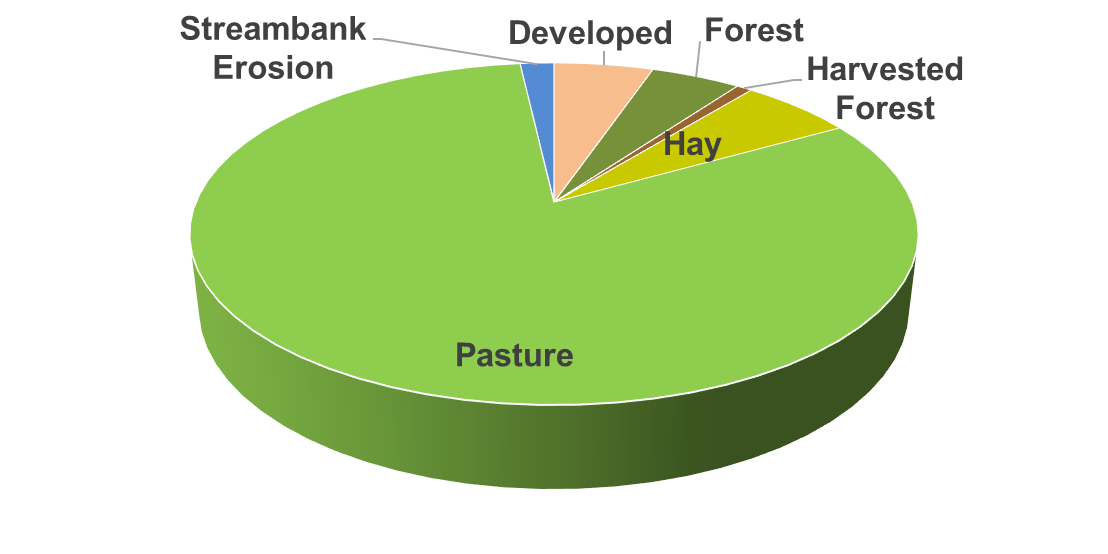 Streambank
Erosion
Developed
Forest
Harvested
Forest
Hay
Pasture